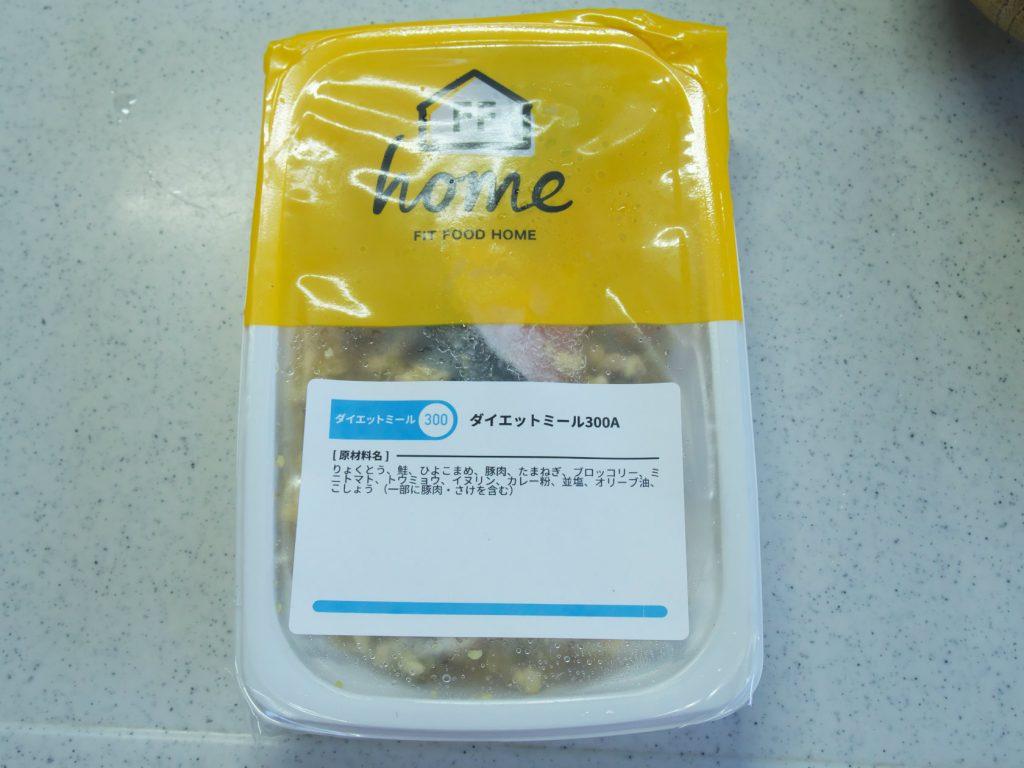 FF
home
FIT FOOD HOME
ダイエットミール 300
ダイエットミール300A
[ 原材料名 ]
りょくとう、鮭、ひよこまめ、豚肉、たまねぎ、ブロッコリー、ミ
ニトマト、トウミョウ、イヌリン、カレー粉、並塩、オリーブ油、
こしょう （一部に豚肉・さけを含む）